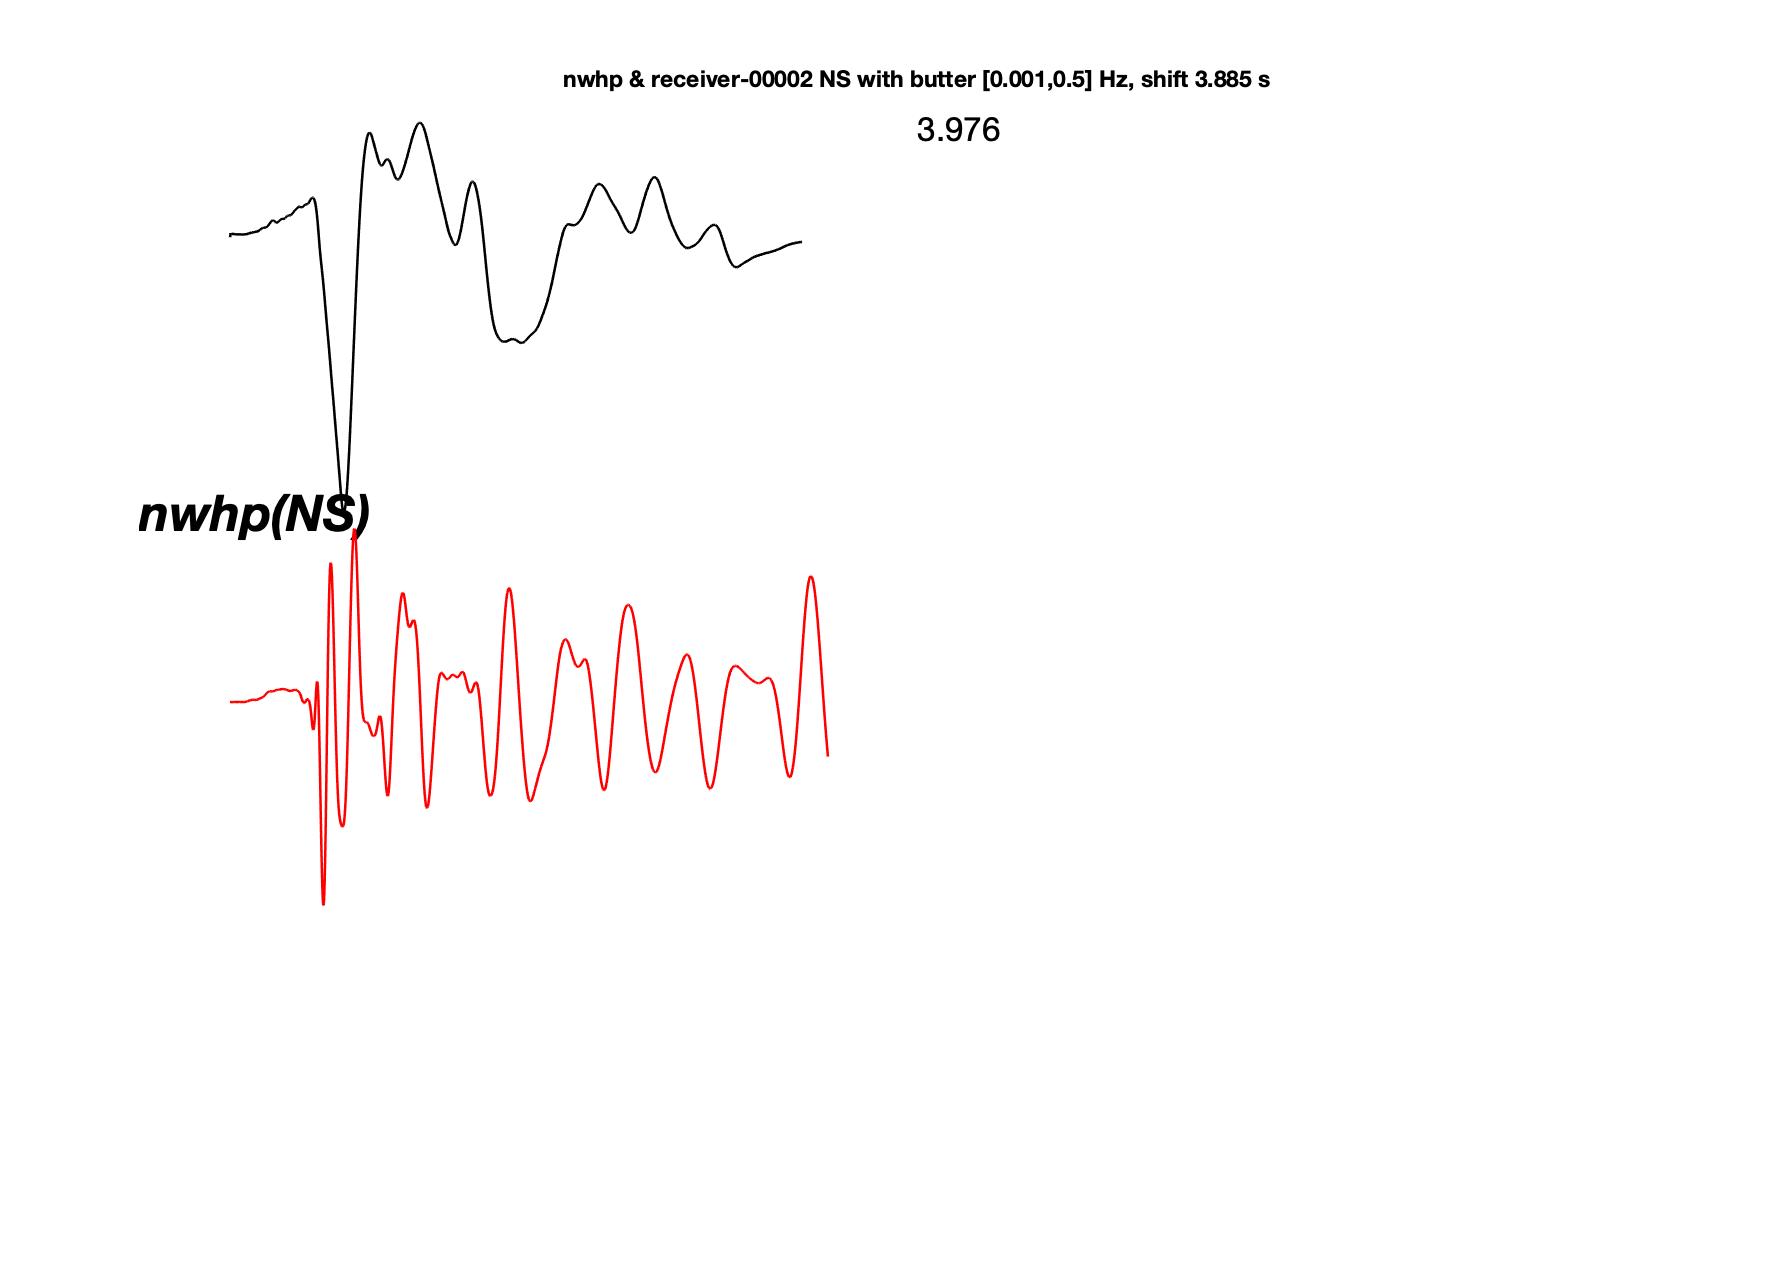 nwhp & receiver-00002 NS with butter [0.001,0.5] Hz, shift 3.885 s
3.976
nwhp(NS)